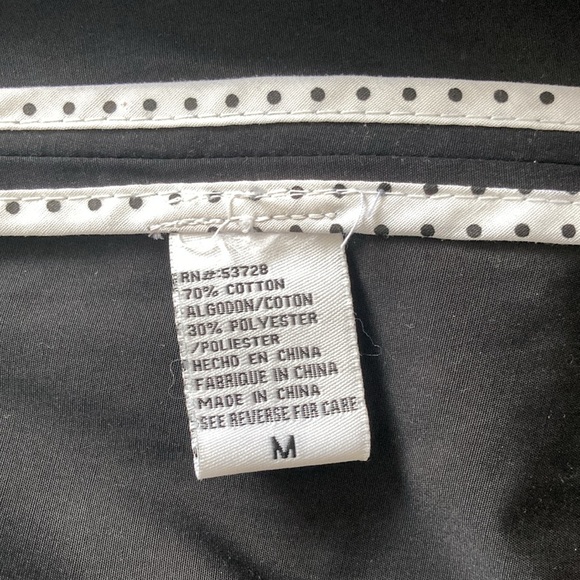 RN#:53728
70% COTTON
ALGODON/COTON
30% POLYESTER
/POLIESTER
HECHO EN CHINA
FABRIQUE IN CHINA
MADE IN CHINA
SEE REVERSE FOR CARE
M